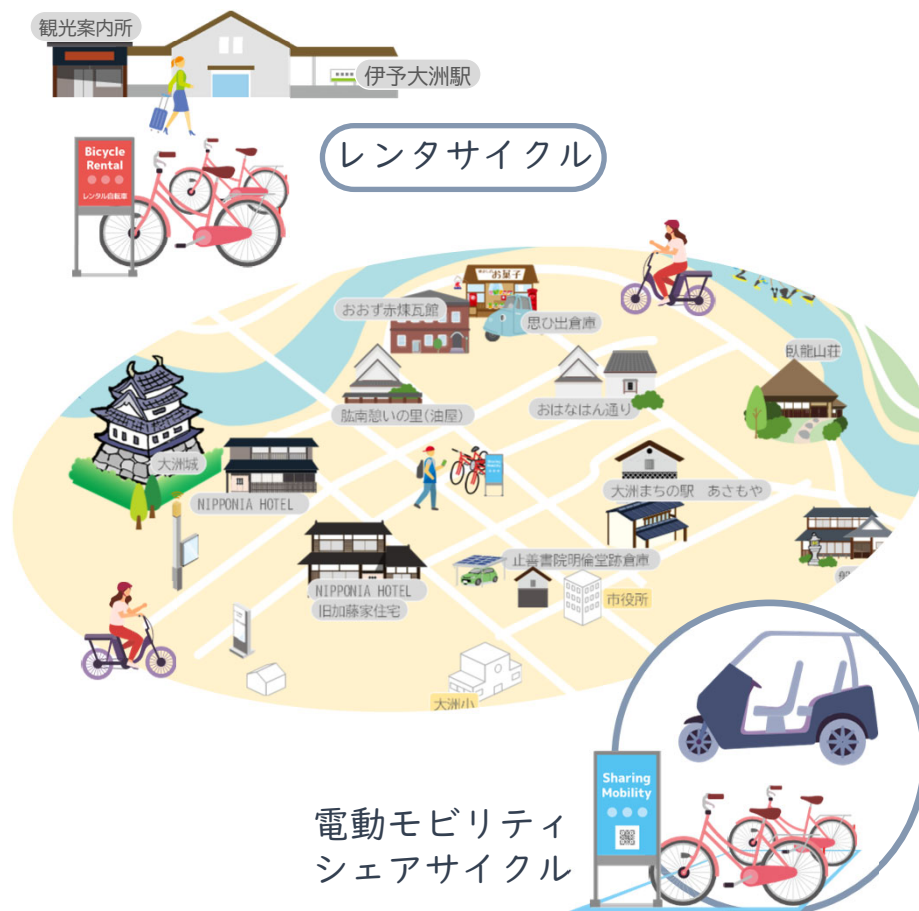 観光案内所
伊予大洲駅
Bicycle
Rental
レンタル自転車
レンタサイクル
お菓子
おおず赤煉瓦館
思ひ出倉庫
臥龍山荘
肱南憩いの里(油屋)
おはなはん通り
大洲城
NIPPONIA HOTEL
大洲まちの駅 あさもや
止善書院明倫堂跡倉庫
NIPPONIA HOTEL
旧加藤家住宅
市役所
大洲小
Sharing
Mobility
電動モビリティ
シェアサイクル